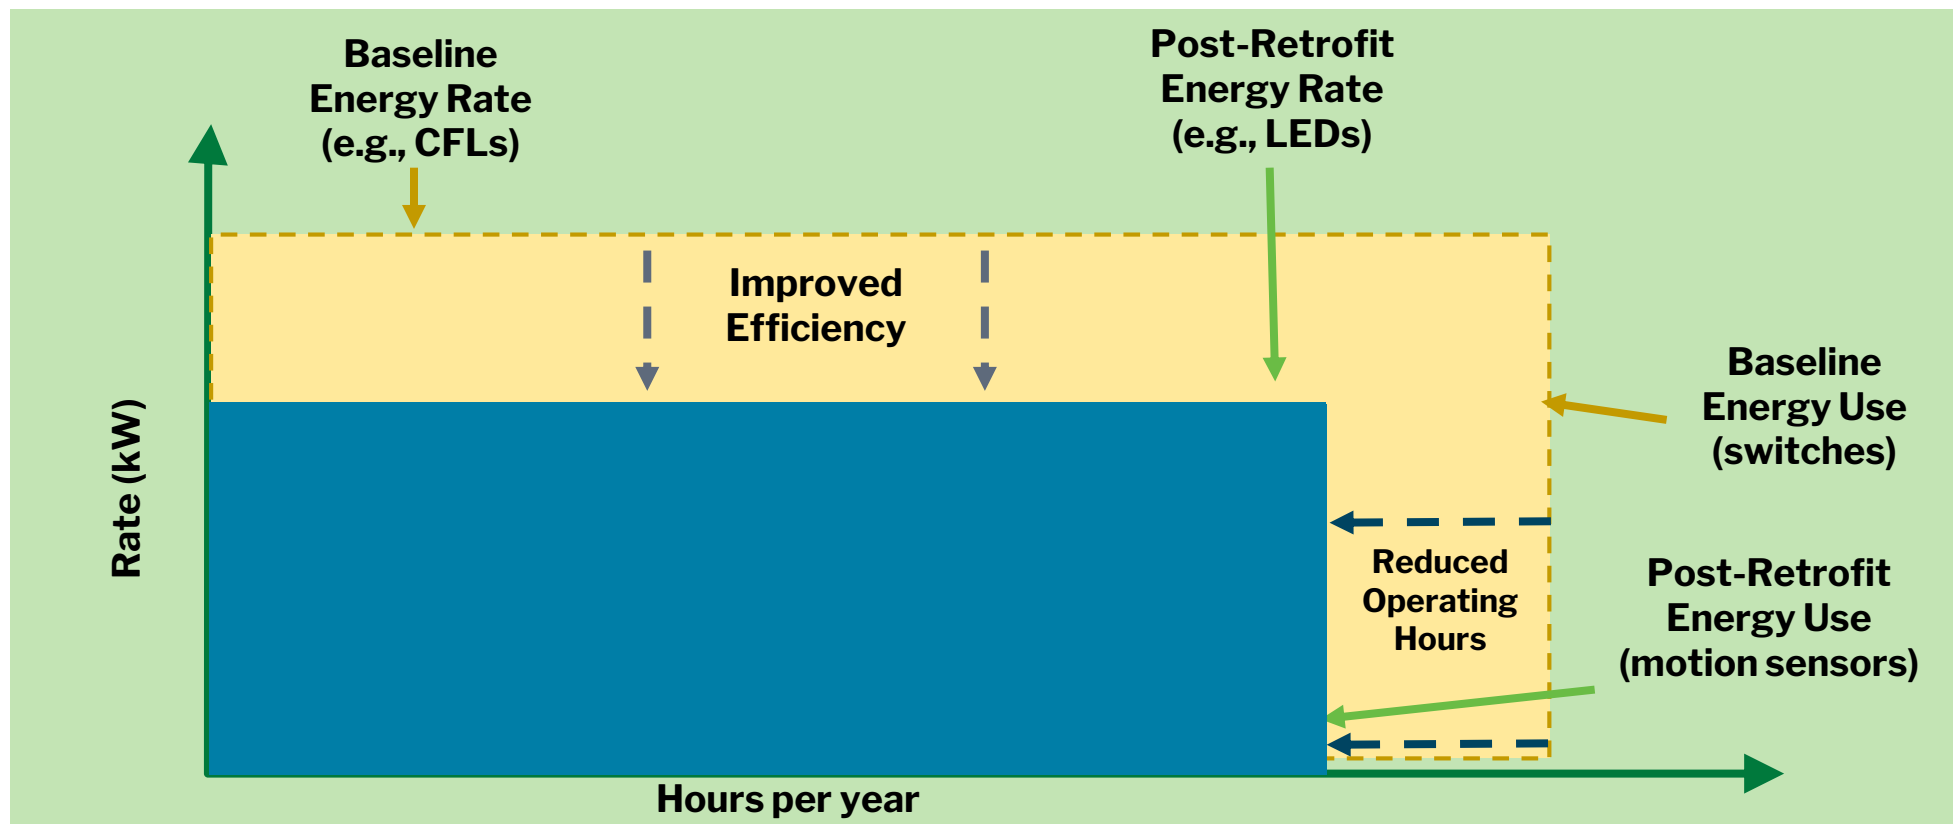 Baseline
Energy Rate
(e.g., CFLs)
Post-Retrofit
Energy Rate
(e.g., LEDs)
Improved
Efficiency
Baseline
Energy Use
(switches)
Rate (kW)
Reduced
Operating
Hours
Post-Retrofit
Energy Use
(motion sensors)
Hours per year